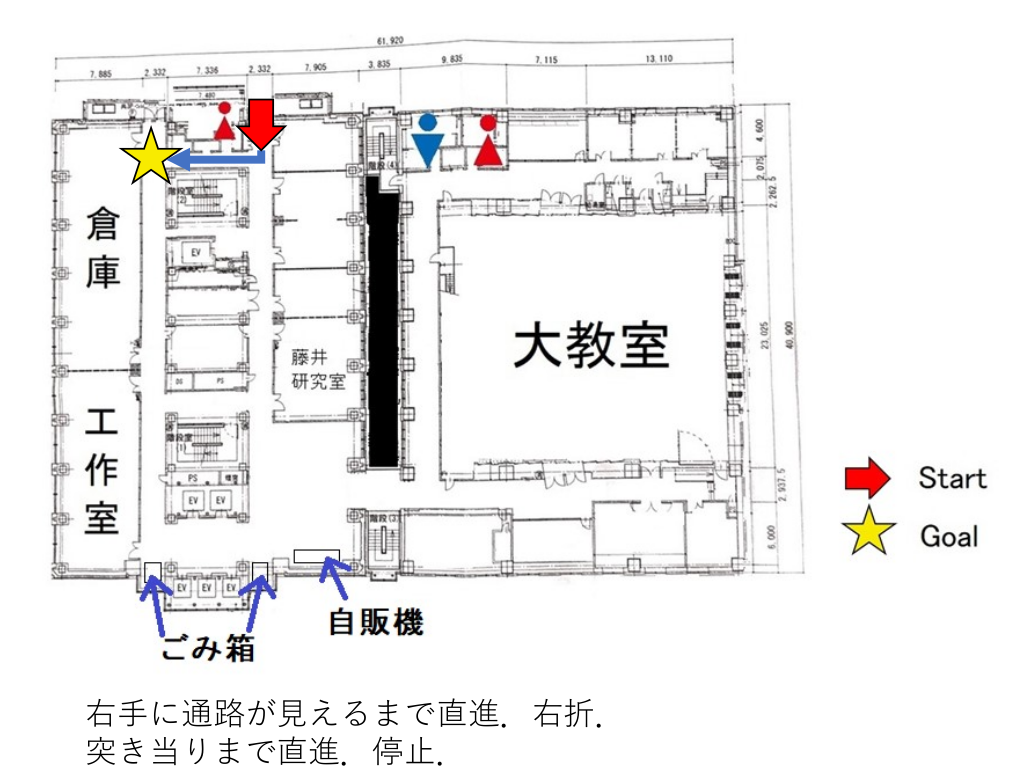 61,920
7,885 2,332 7,336 2,332 7,905 3,835 9,835 7,115 13,110
7,480
4,600
階段(4)
2,075
階段室
(2)
2,262.5
倉
庫
EV
大教室
23,025
40,900
藤井
研究室
DS PS
工
作
室
階段室
(1)
PS
EV EV
2,937.5
Start
階段(3)
6,000
Goal
EV EV EV
自販機
ごみ箱
右手に通路が見えるまで直進．右折．
突き当りまで直進．停止．